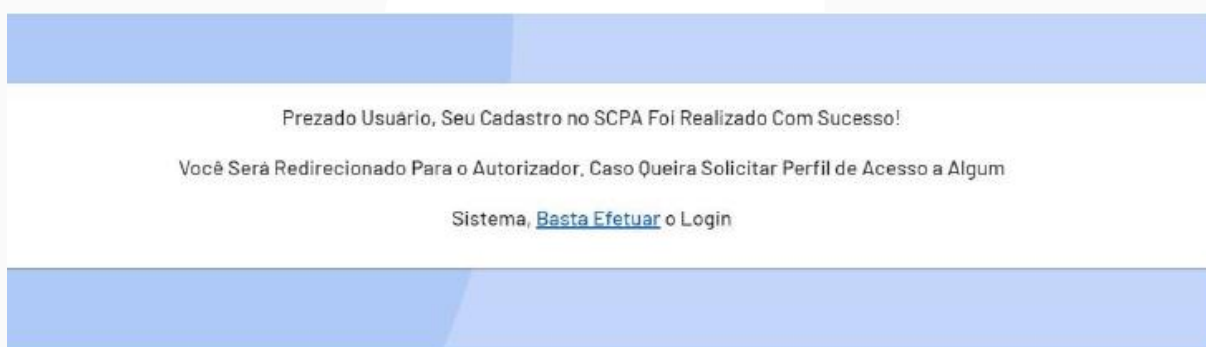 Prezado Usuário, Seu Cadastro no SCPA Foi Realizado Com Sucesso!
Você Será Redirecionado Para o Autorizador, Caso Queira Solicitar Perfil de Acesso a Algum
Sistema, Basta Efetuar o Login